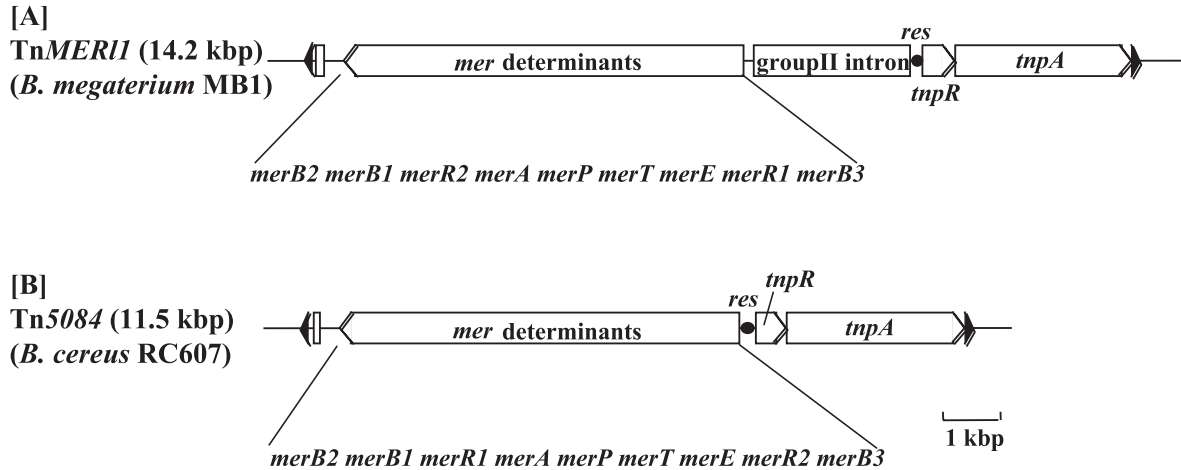 [A]
TnMERI1 (14.2 kbp)
(B. megaterium MB1)
mer determinants
groupII intron
res
tnpR
tnpA
merB2 merB1 merR2 merA merP merT merE merR1 merB3
[B]
Tn5084 (11.5 kbp)
(B. cereus RC607)
mer determinants
res
tnpR
tnpA
1 kbp
merB2 merB1 merR1 merA merP merT merE merR2 merB3